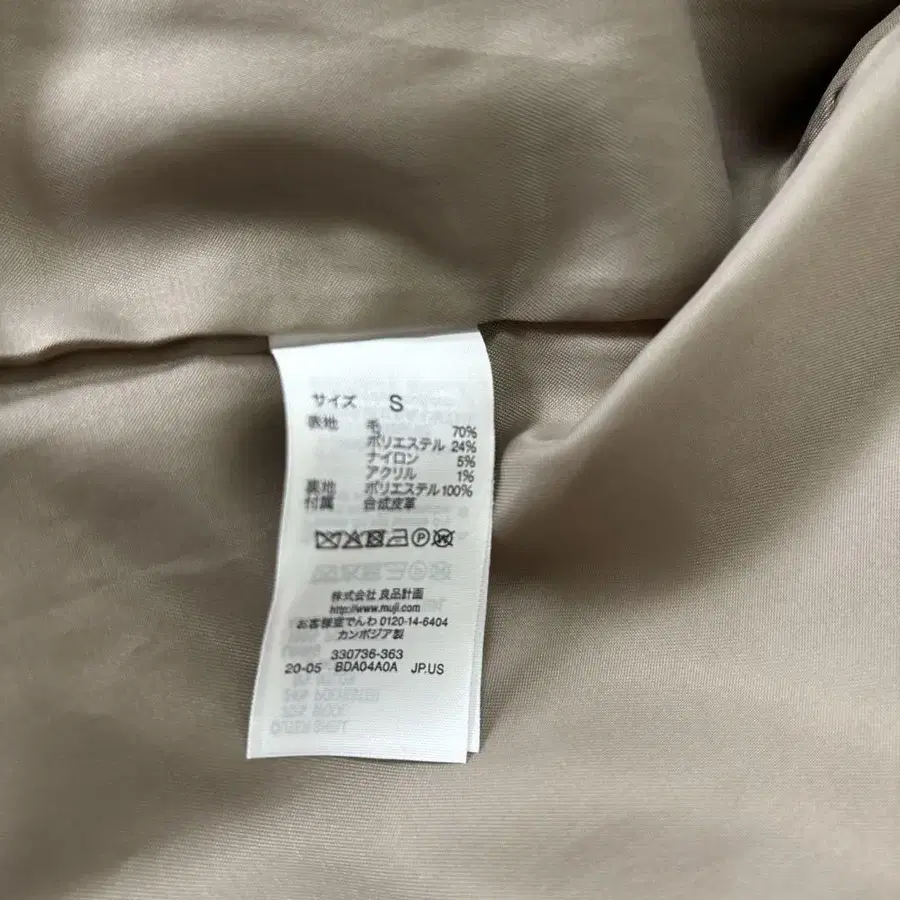 サイズ S
表地 毛 70%
ポリエステル 24%
ナイロン 5%
アクリル 1%
裏地 ポリエステル100%
付属 合成皮革
株式会社 良品計画
http://www.muji.com
お客様室でんわ 0120-14-6404
カンボジア製
330736-363
20-05 BDA04A0A JP.US